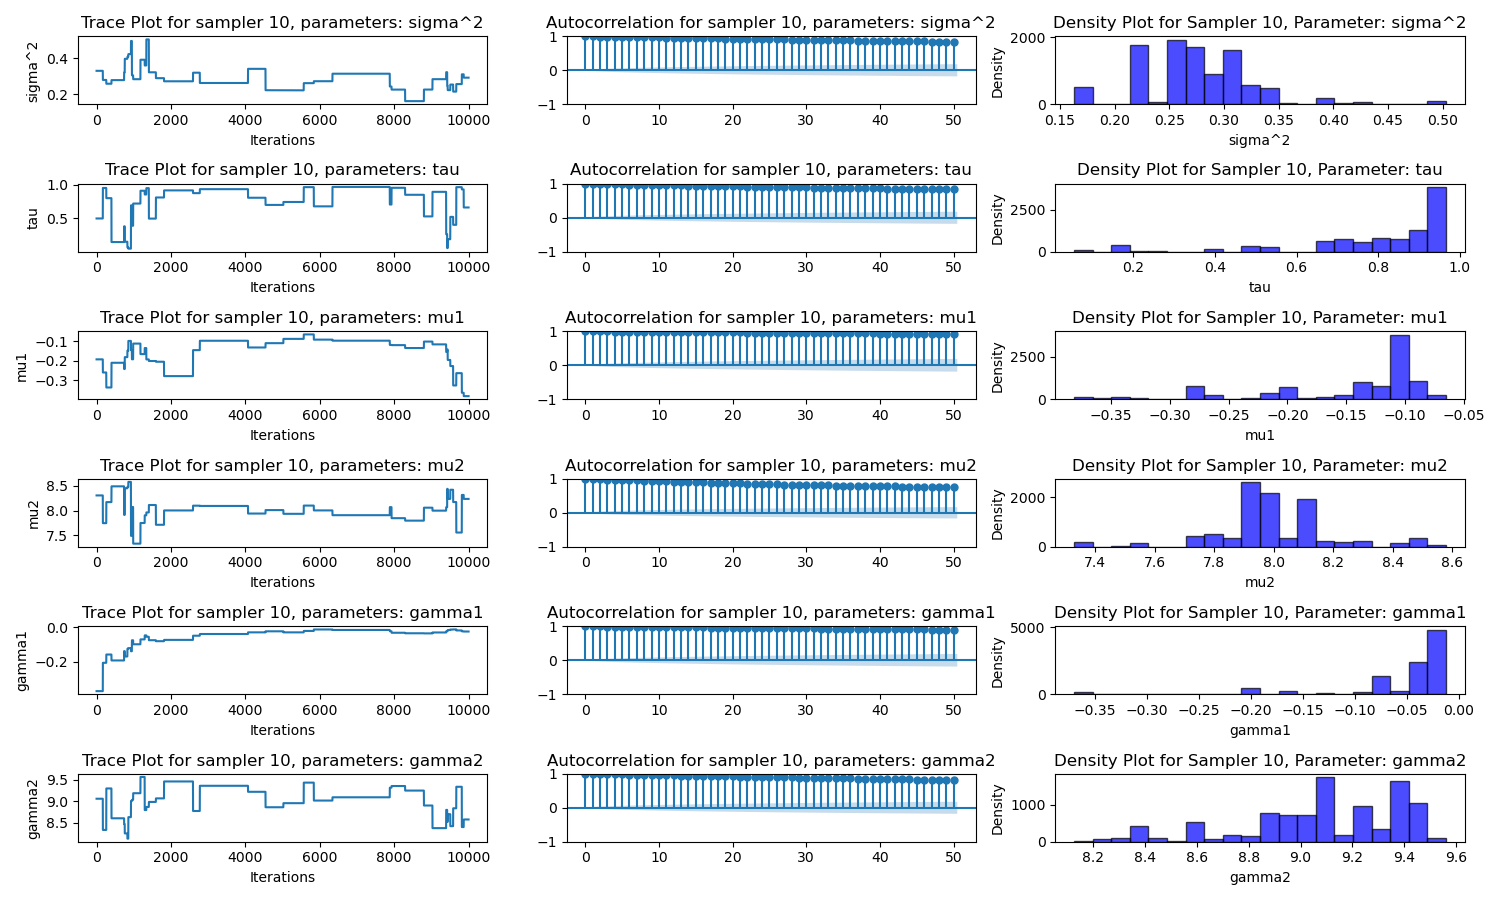 Trace Plot for sampler 10, parameters: sigma^2
sigma^2
0.4
0.2
0 2000 4000 6000 8000 10000
Iterations
Autocorrelation for sampler 10, parameters: sigma^2
1
0
−1
0 10 20 30 40 50
Density Plot for Sampler 10, Parameter: sigma^2
Density
2000
0
0.15 0.20 0.25 0.30 0.35 0.40 0.45 0.50
sigma^2
Trace Plot for sampler 10, parameters: tau
tau
1.0
0.5
0 2000 4000 6000 8000 10000
Iterations
Autocorrelation for sampler 10, parameters: tau
1
0
−1
0 10 20 30 40 50
Density Plot for Sampler 10, Parameter: tau
Density
2500
0
0.2 0.4 0.6 0.8 1.0
tau
Trace Plot for sampler 10, parameters: mu1
mu1
−0.1
−0.2
−0.3
0 2000 4000 6000 8000 10000
Iterations
Autocorrelation for sampler 10, parameters: mu1
1
0
−1
0 10 20 30 40 50
Density Plot for Sampler 10, Parameter: mu1
Density
2500
0
−0.35 −0.30 −0.25 −0.20 −0.15 −0.10 −0.05
mu1
Trace Plot for sampler 10, parameters: mu2
mu2
8.5
8.0
7.5
0 2000 4000 6000 8000 10000
Iterations
Autocorrelation for sampler 10, parameters: mu2
1
0
−1
0 10 20 30 40 50
Density Plot for Sampler 10, Parameter: mu2
Density
2000
0
7.4 7.6 7.8 8.0 8.2 8.4 8.6
mu2
Trace Plot for sampler 10, parameters: gamma1
gamma1
0.0
−0.2
0 2000 4000 6000 8000 10000
Iterations
Autocorrelation for sampler 10, parameters: gamma1
1
0
−1
0 10 20 30 40 50
Density Plot for Sampler 10, Parameter: gamma1
Density
5000
0
−0.35 −0.30 −0.25 −0.20 −0.15 −0.10 −0.05 0.00
gamma1
Trace Plot for sampler 10, parameters: gamma2
gamma2
9.5
9.0
8.5
0 2000 4000 6000 8000 10000
Iterations
Autocorrelation for sampler 10, parameters: gamma2
1
0
−1
0 10 20 30 40 50
Density Plot for Sampler 10, Parameter: gamma2
Density
1000
0
8.2 8.4 8.6 8.8 9.0 9.2 9.4 9.6
gamma2